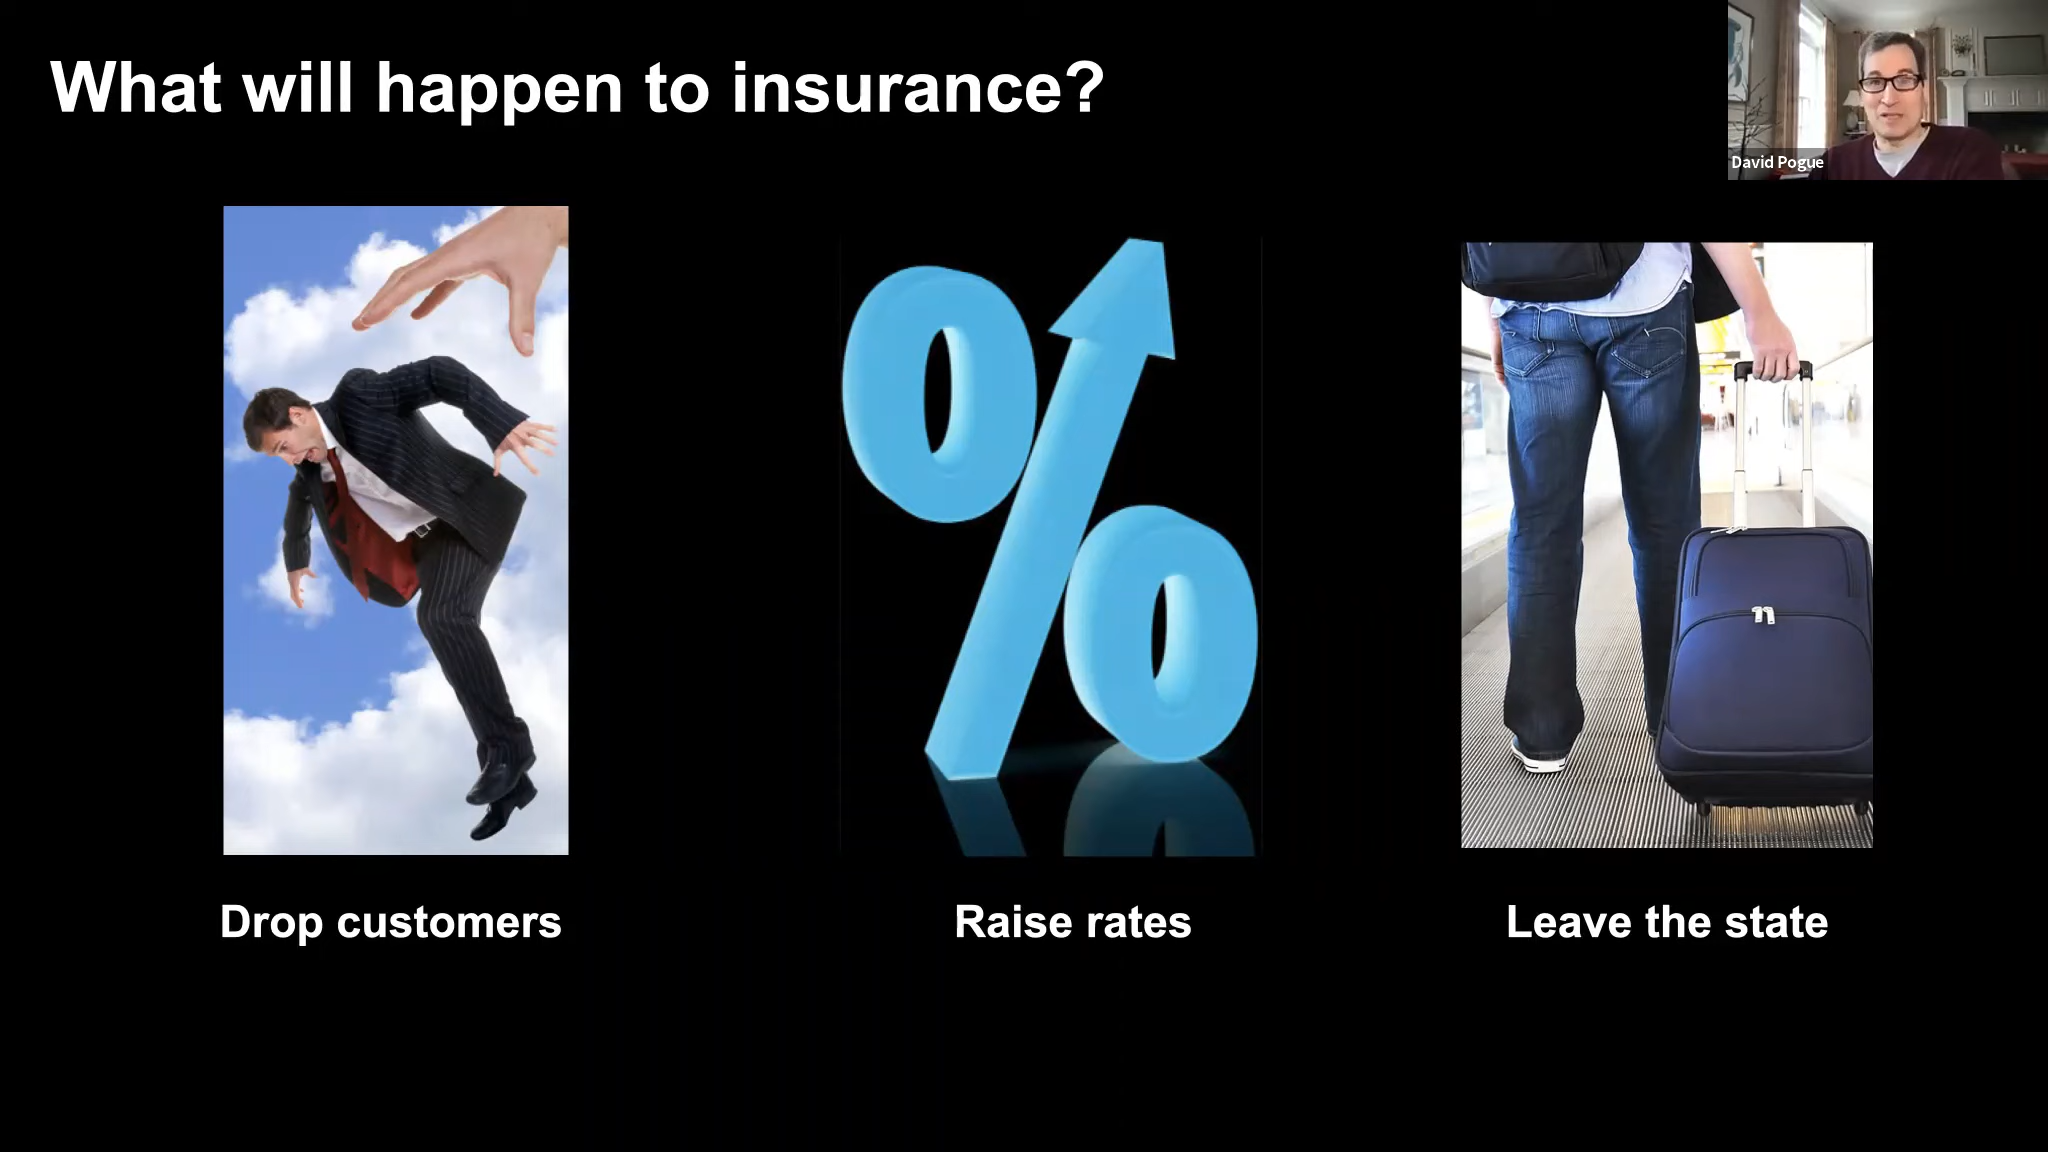 What will happen to insurance?
David Pogue
Drop customers
Raise rates
Leave the state